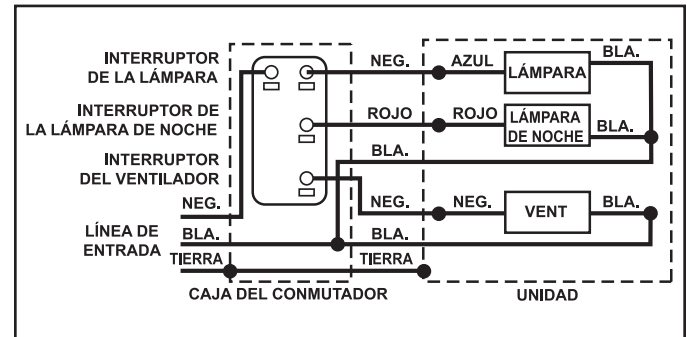 INTERRUPTOR
DE LA LÁMPARA
INTERRUPTOR DE
LA LÁMPARA DE NOCHE
INTERRUPTOR
DEL VENTILADOR
NEG.
LÍNEA DE
ENTRADA
BLA.
TIERRA
CAJA DEL CONMUTADOR
NEG.
AZUL
LÁMPARA
BLA.
ROJO
ROJO
LÁMPARA
DE NOCHE
BLA.
BLA.
NEG.
NEG.
VENT
BLA.
BLA.
TIERRA
UNIDAD